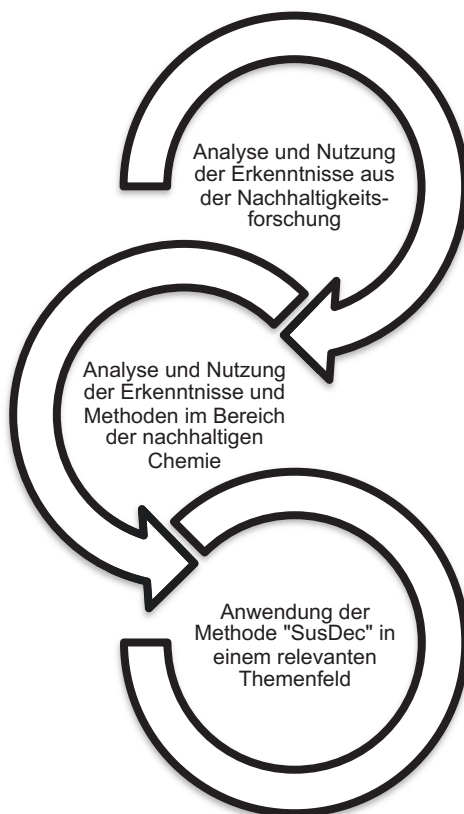 Analyse und Nutzung
der Erkenntnisse aus
der Nachhaltigkeits-
forschung
Analyse und Nutzung
der Erkenntnisse und
Methoden im Bereich
der nachhaltigen
Chemie
Anwendung der
Methode "SusDec" in
einem relevanten
Themenfeld